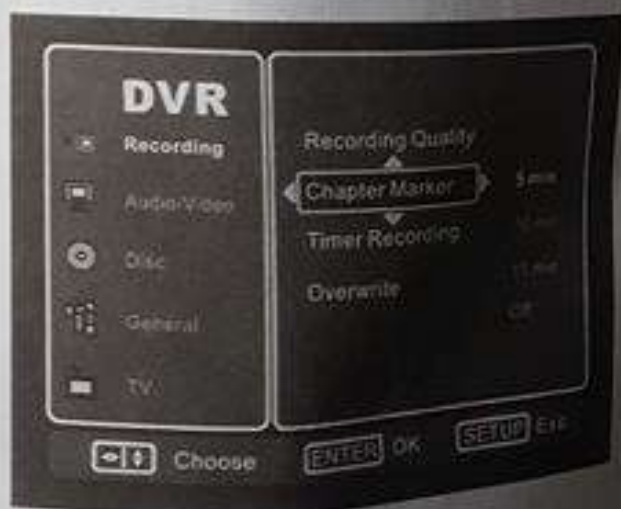 DVR
Recording
Audio/Video
Disc
General
TV
Recording Quality
Chapter Marker
5 min
Timer Recording
Overwrite
Off
Choose
ENTER OK
SETUP